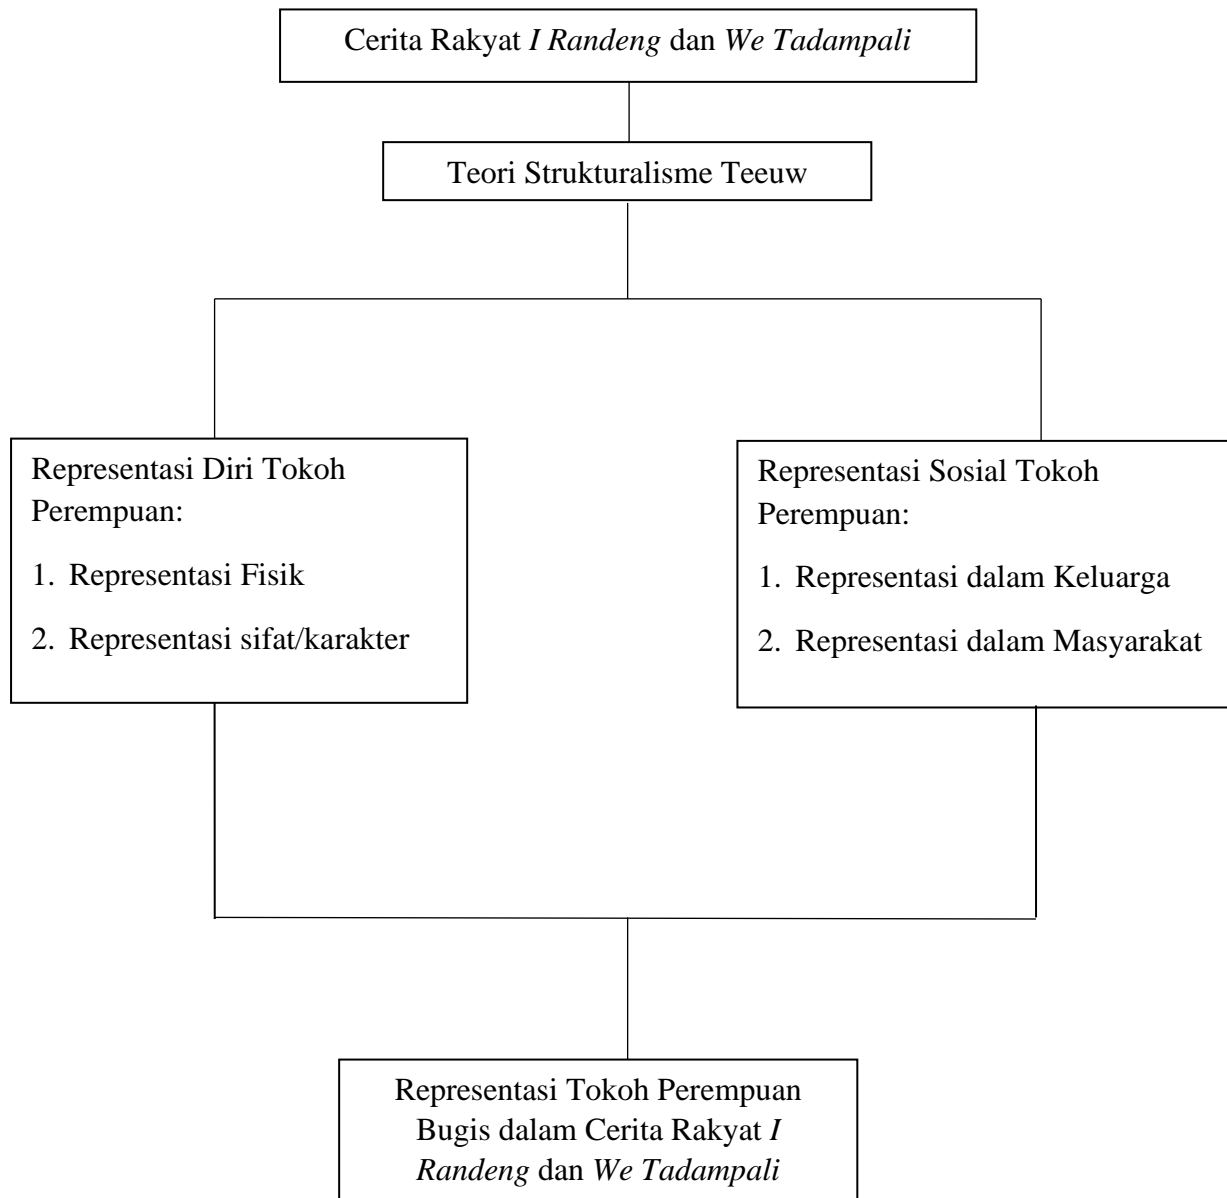 Cerita Rakyat I Randeng dan We Tadampali
Teori Strukturalisme Teeuw
Representasi Diri Tokoh
Perempuan:
1. Representasi Fisik
2. Representasi sifat/karakter
Representasi Sosial Tokoh
Perempuan:
1. Representasi dalam Keluarga
2. Representasi dalam Masyarakat
Representasi Tokoh Perempuan
Bugis dalam Cerita Rakyat I
Randeng dan We Tadampali